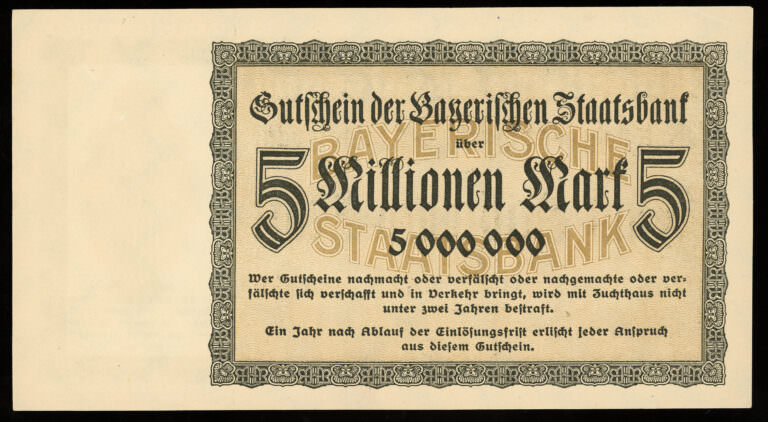 Gutschein der Bayerischen Staatsbank
über
BAYERISCHE
5 Millionen Mark 5
STAATSBANK
5 000 000
Wer Gutscheine nachmacht oder verfälscht oder nachgemachte oder ver=
fälschte sich verschafft und in Verkehr bringt, wird mit Zuchthaus nicht
unter zwei Jahren bestraft.
Ein Jahr nach Ablauf der Einlösungsfrist erlischt jeder Anspruch
aus diesem Gutschein.